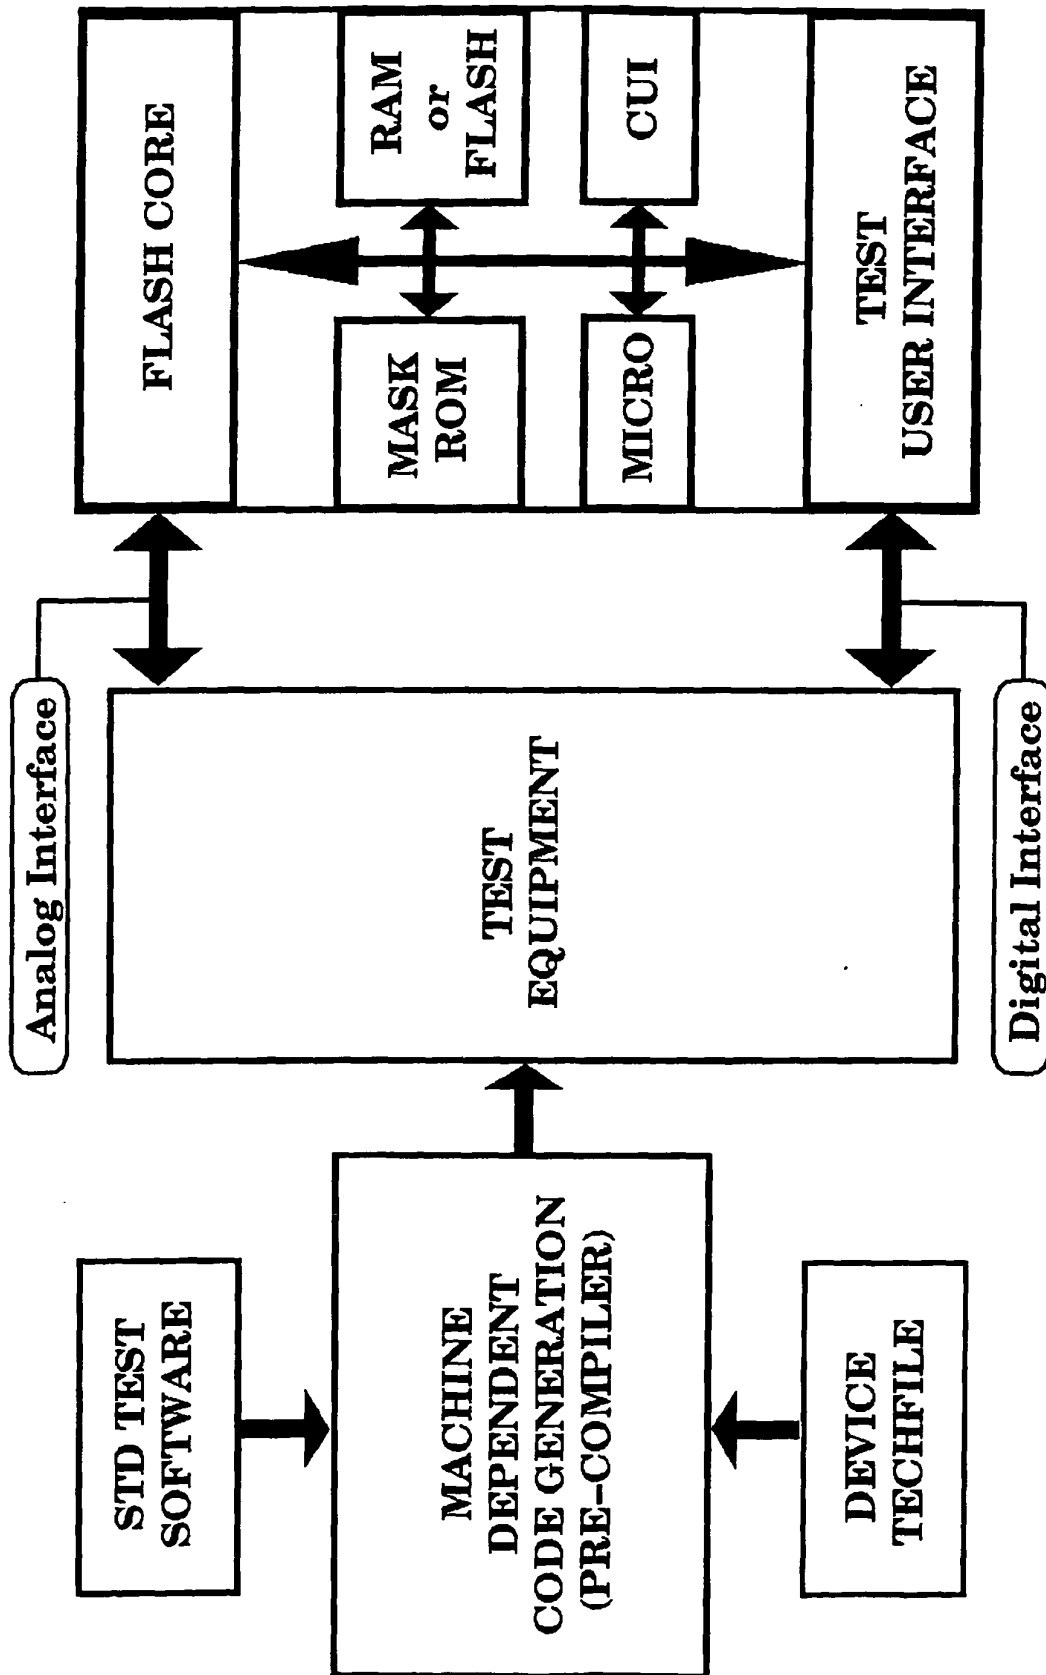 STD TEST
SOFTWARE
MACHINE
DEPENDENT
CODE GENERATION
(PRE-COMPILER)
DEVICE
TECHFILE
Analog Interface
TEST
EQUIPMENT
Digital Interface
FLASH CORE
MASK
ROM
RAM
or
FLASH
MICRO
CUI
TEST
USER INTERFACE